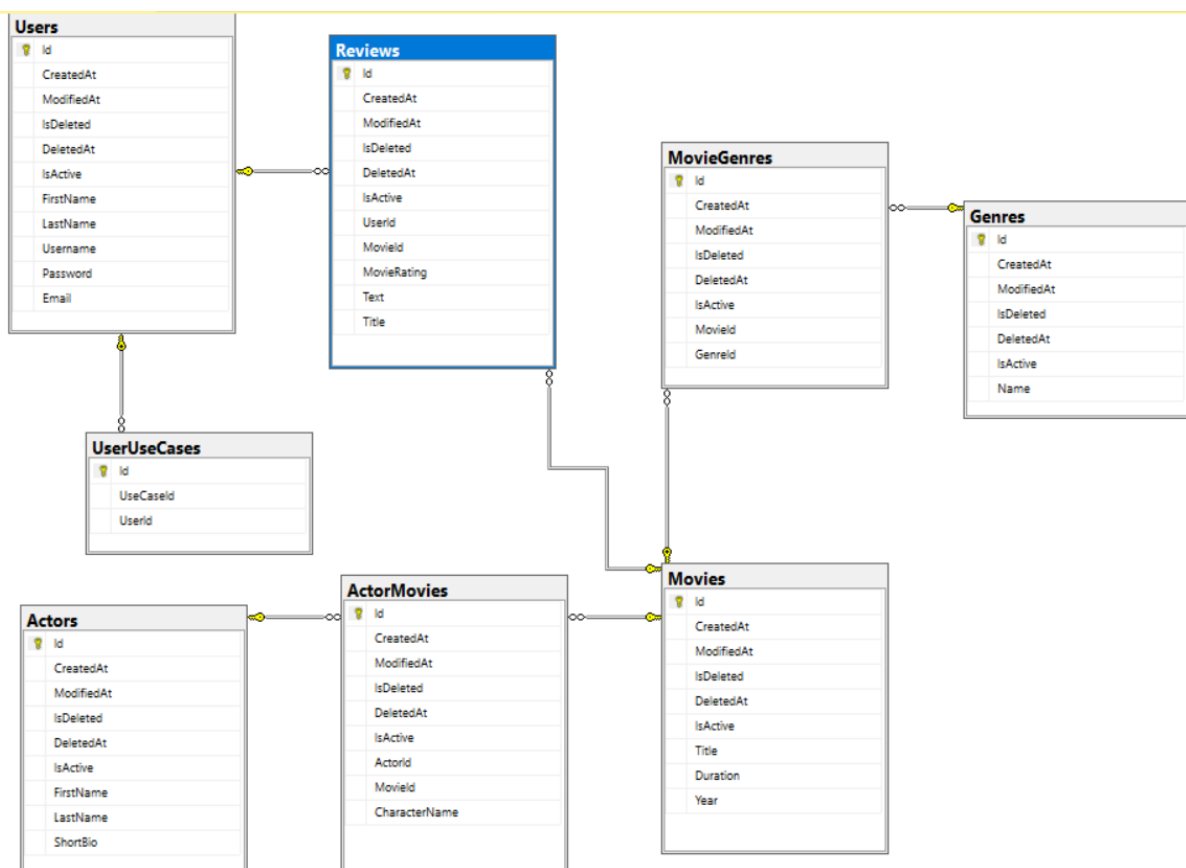 Users
Id
CreatedAt
ModifiedAt
IsDeleted
DeletedAt
IsActive
FirstName
LastName
Username
Password
Email
Reviews
Id
CreatedAt
ModifiedAt
IsDeleted
DeletedAt
IsActive
UserId
MovieId
MovieRating
Text
Title
MovieGenres
Id
CreatedAt
ModifiedAt
IsDeleted
DeletedAt
IsActive
MovieId
GenreId
Genres
Id
CreatedAt
ModifiedAt
IsDeleted
DeletedAt
IsActive
Name
UserUseCases
Id
UseCaseId
UserId
Actors
Id
CreatedAt
ModifiedAt
IsDeleted
DeletedAt
IsActive
FirstName
LastName
ShortBio
ActorMovies
Id
CreatedAt
ModifiedAt
IsDeleted
DeletedAt
IsActive
ActorId
MovieId
CharacterName
Movies
Id
CreatedAt
ModifiedAt
IsDeleted
DeletedAt
IsActive
Title
Duration
Year